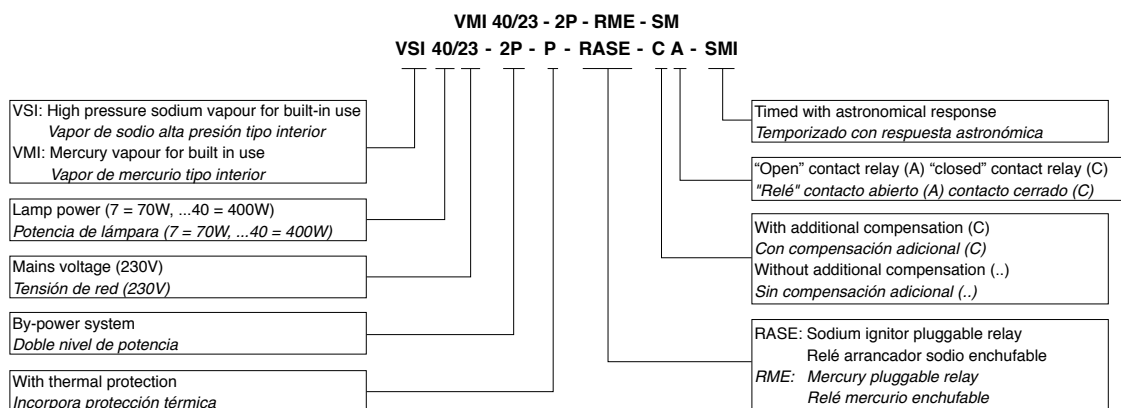 VMI 40/23 - 2P - RME - SM
VSI 40/23 - 2P - P - RASE - C A - SMI
VSI: High pressure sodium vapour for built-in use
Vapor de sodio alta presión tipo interior
VMI: Mercury vapour for built in use
Vapor de mercurio tipo interior
Lamp power (7 = 70W, ...40 = 400W)
Potencia de lámpara (7 = 70W, ...40 = 400W)
Mains voltage (230V)
Tensión de red (230V)
By-power system
Doble nivel de potencia
With thermal protection
Incorpora protección térmica
Timed with astronomical response
Temporizado con respuesta astronómica
“Open” contact relay (A) “closed” contact relay (C)
"Relé" contacto abierto (A) contacto cerrado (C)
With additional compensation (C)
Con compensación adicional (C)
Without additional compensation (..)
Sin compensación adicional (..)
RASE: Sodium ignitor pluggable relay
Relé arrancador sodio enchufable
RME: Mercury pluggable relay
Relé mercurio enchufable